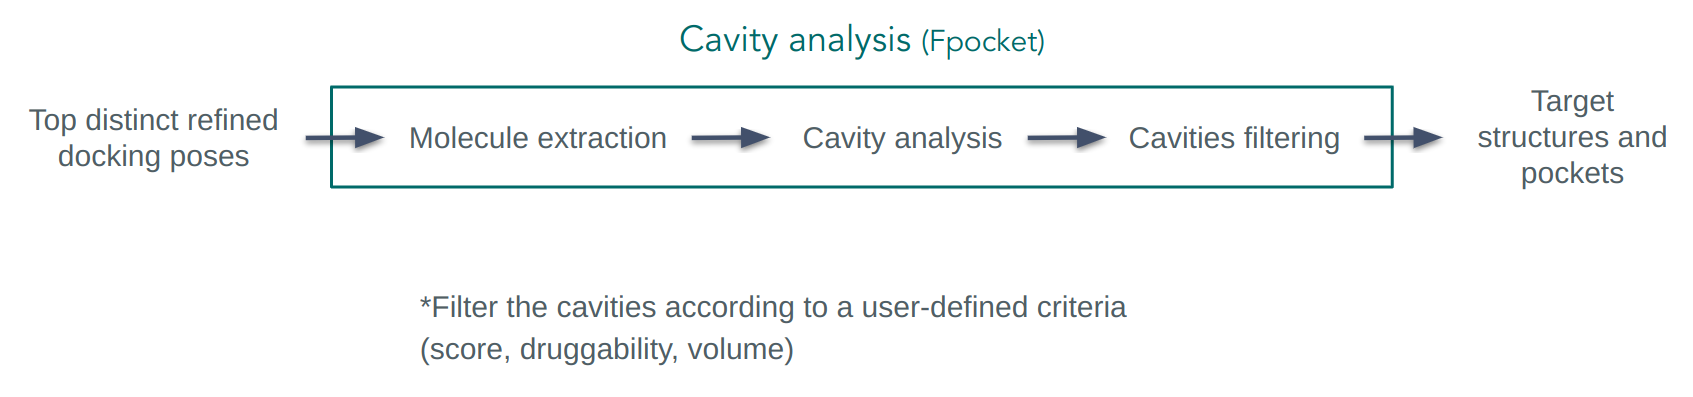 Cavity analysis (Fpocket)
Top distinct refined
docking poses
Molecule extraction
Cavity analysis
Cavities filtering
Target
structures and
pockets
*Filter the cavities according to a user-defined criteria
(score, druggability, volume)